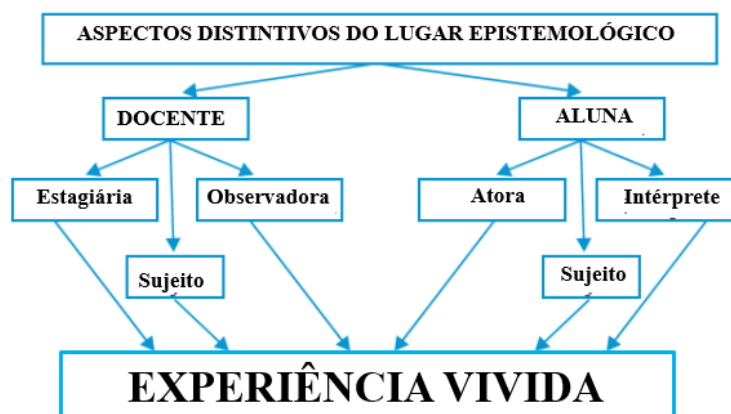 ASPECTOS DISTINTIVOS DO LUGAR EPISTEMOLÓGICO
DOCENTE
ALUNA
Estagiária
Observadora
Atora
Intérprete
Sujeito
Sujeito
EXPERIÊNCIA VIVIDA